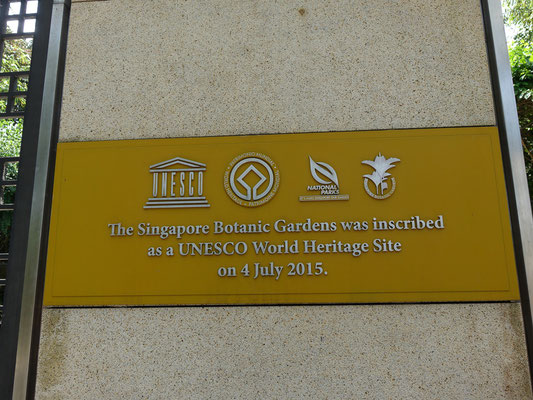 UNESCO
NATIONAL
PARKS
The Singapore Botanic Gardens was inscribed
as a UNESCO World Heritage Site
on 4 July 2015.